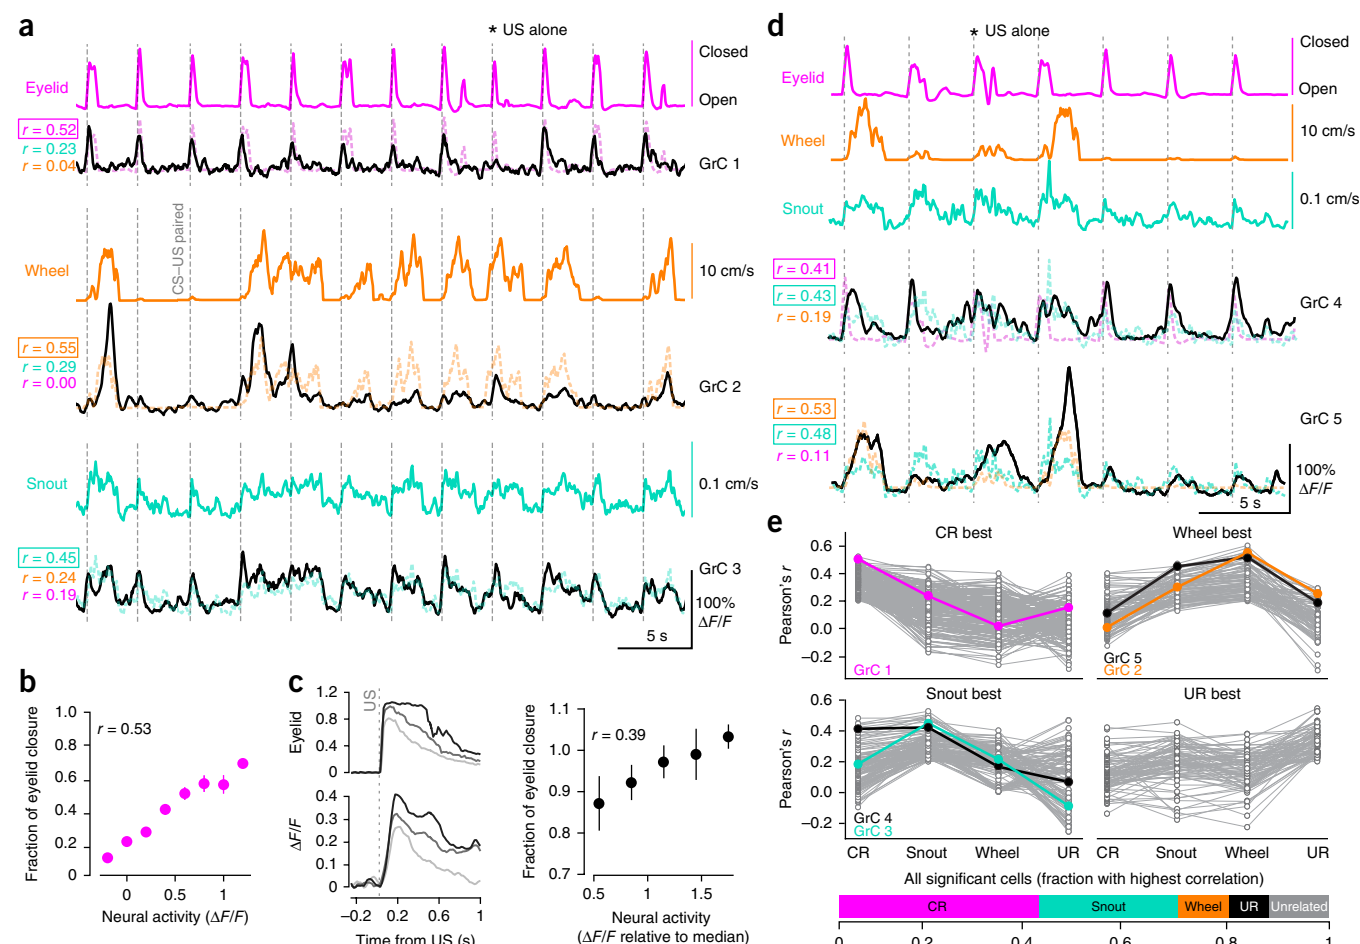 a
* US alone
Closed
Eyelid
Open
r = 0.52
r = 0.23
r = 0.04
GrC 1
CS–US paired
Wheel
10 cm/s
r = 0.55
r = 0.29
r = 0.00
GrC 2
Snout
0.1 cm/s
r = 0.45
r = 0.24
r = 0.19
GrC 3
100%
ΔF/F
5 s
b
1.0
0.8
0.6
0.4
0.2
0
r = 0.53
Fraction of eyelid closure
0 0.5 1.0
Neural activity (ΔF/F)
c
US
Eyelid
1.2
0.8
0.4
0
ΔF/F
0.4
0.3
0.2
0.1
0
–0.2 0.2 0.6 1
Time from US (s)
1.1
1.0
0.9
0.8
0.7
r = 0.39
Fraction of eyelid closure
0.5 1 1.5
Neural activity
(ΔF/F relative to median)
d
* US alone
Closed
Eyelid
Open
Wheel
10 cm/s
Snout
0.1 cm/s
r = 0.41
r = 0.43
r = 0.19
GrC 4
r = 0.53
r = 0.48
r = 0.11
GrC 5
100%
ΔF/F
5 s
e
CR best
Wheel best
Pearson's r
0.6
0.4
0.2
0.0
–0.2
GrC 1
GrC 5
GrC 2
Snout best
UR best
Pearson's r
0.6
0.4
0.2
0.0
–0.2
GrC 4
GrC 3
CR Snout Wheel UR CR Snout Wheel UR
All significant cells (fraction with highest correlation)
CR Snout Wheel UR Unrelated
0 0.2 0.4 0.6 0.8 1